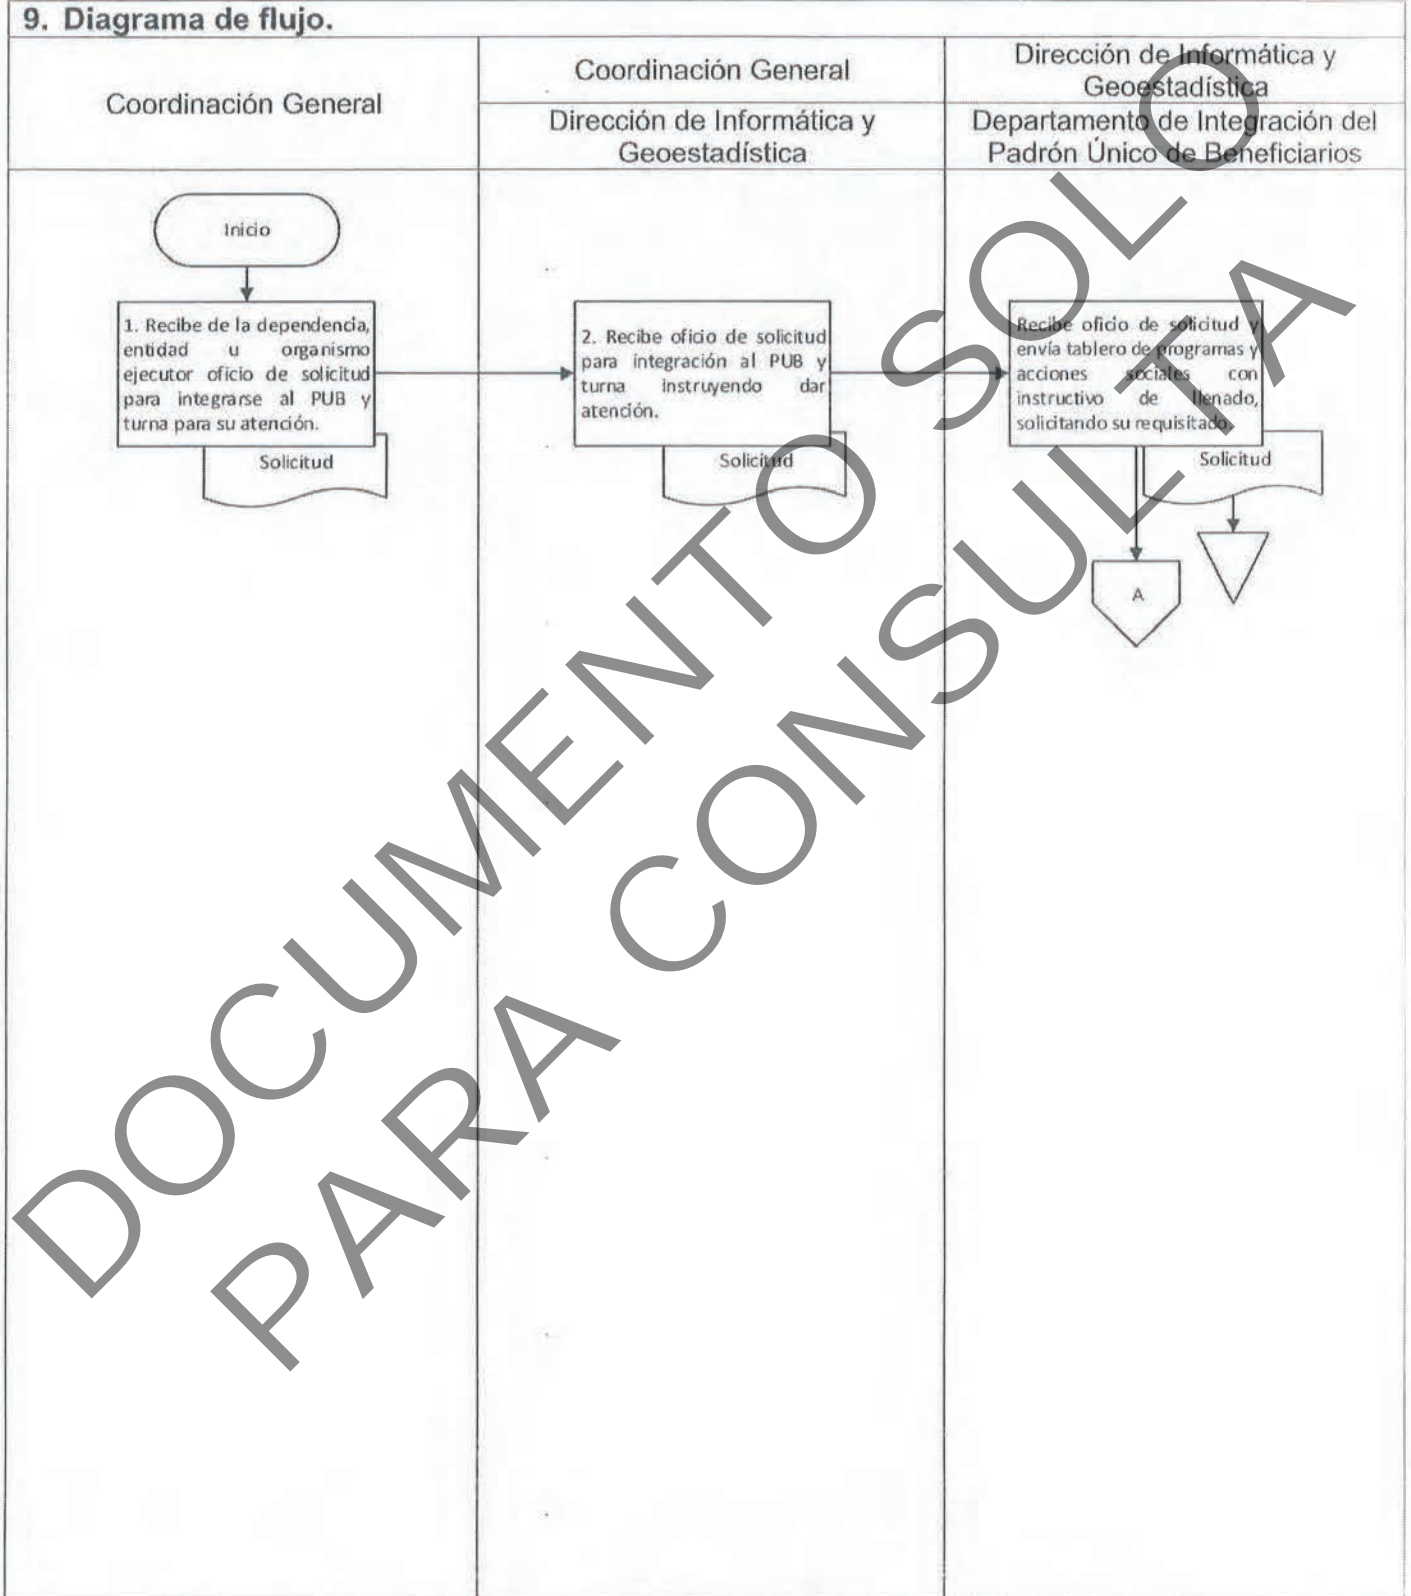 9. Diagrama de flujo.
Coordinación General
Coordinación General
Dirección de Informática y
Geoestadística
Dirección de Informática y
Geoestadística
Departamento de Integración del
Padrón Único de Beneficiarios
Inicio
1. Recibe de la dependencia,
entidad u organismo
ejecutor oficio de solicitud
para integrarse al PUB y
turna para su atención.
Solicitud
2. Recibe oficio de solicitud
para integración al PUB y
turna instruyendo dar
atención.
Solicitud
Recibe oficio de solicitud y
envía tablero de programas y
acciones sociales con
instructivo de llenado,
solicitando su requisitado.
Solicitud
A
DOCUMENTO SOLO
PARA CONSULTA